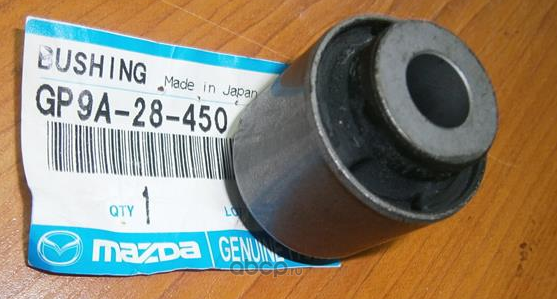 BUSHING
Made in Japan
GP9A-28-450
QTY 1
mazda GENUINE